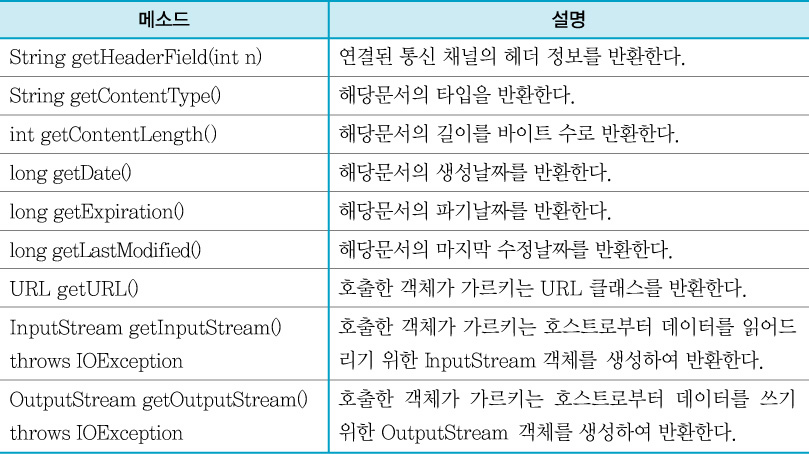 메소드 설명
String getHeaderField(int n) 연결된 통신 채널의 헤더 정보를 반환한다.
String getContentType() 해당문서의 타입을 반환한다.
int getContentLength() 해당문서의 길이를 바이트 수로 반환한다.
long getDate() 해당문서의 생성날짜를 반환한다.
long getExpiration() 해당문서의 파기날짜를 반환한다.
long getLastModified() 해당문서의 마지막 수정날짜를 반환한다.
URL getURL() 호출한 객체가 가르키는 URL 클래스를 반환한다.
InputStream getInputStream() 호출한 객체가 가르키는 호스트로부터 데이터를 읽어드
throws IOException 리기 위한 InputStream 객체를 생성하여 반환한다.
OutputStream getOutputStream() 호출한 객체가 가르키는 호스트로부터 데이터를 쓰기
throws IOException 위한 OutputStream 객체를 생성하여 반환한다.